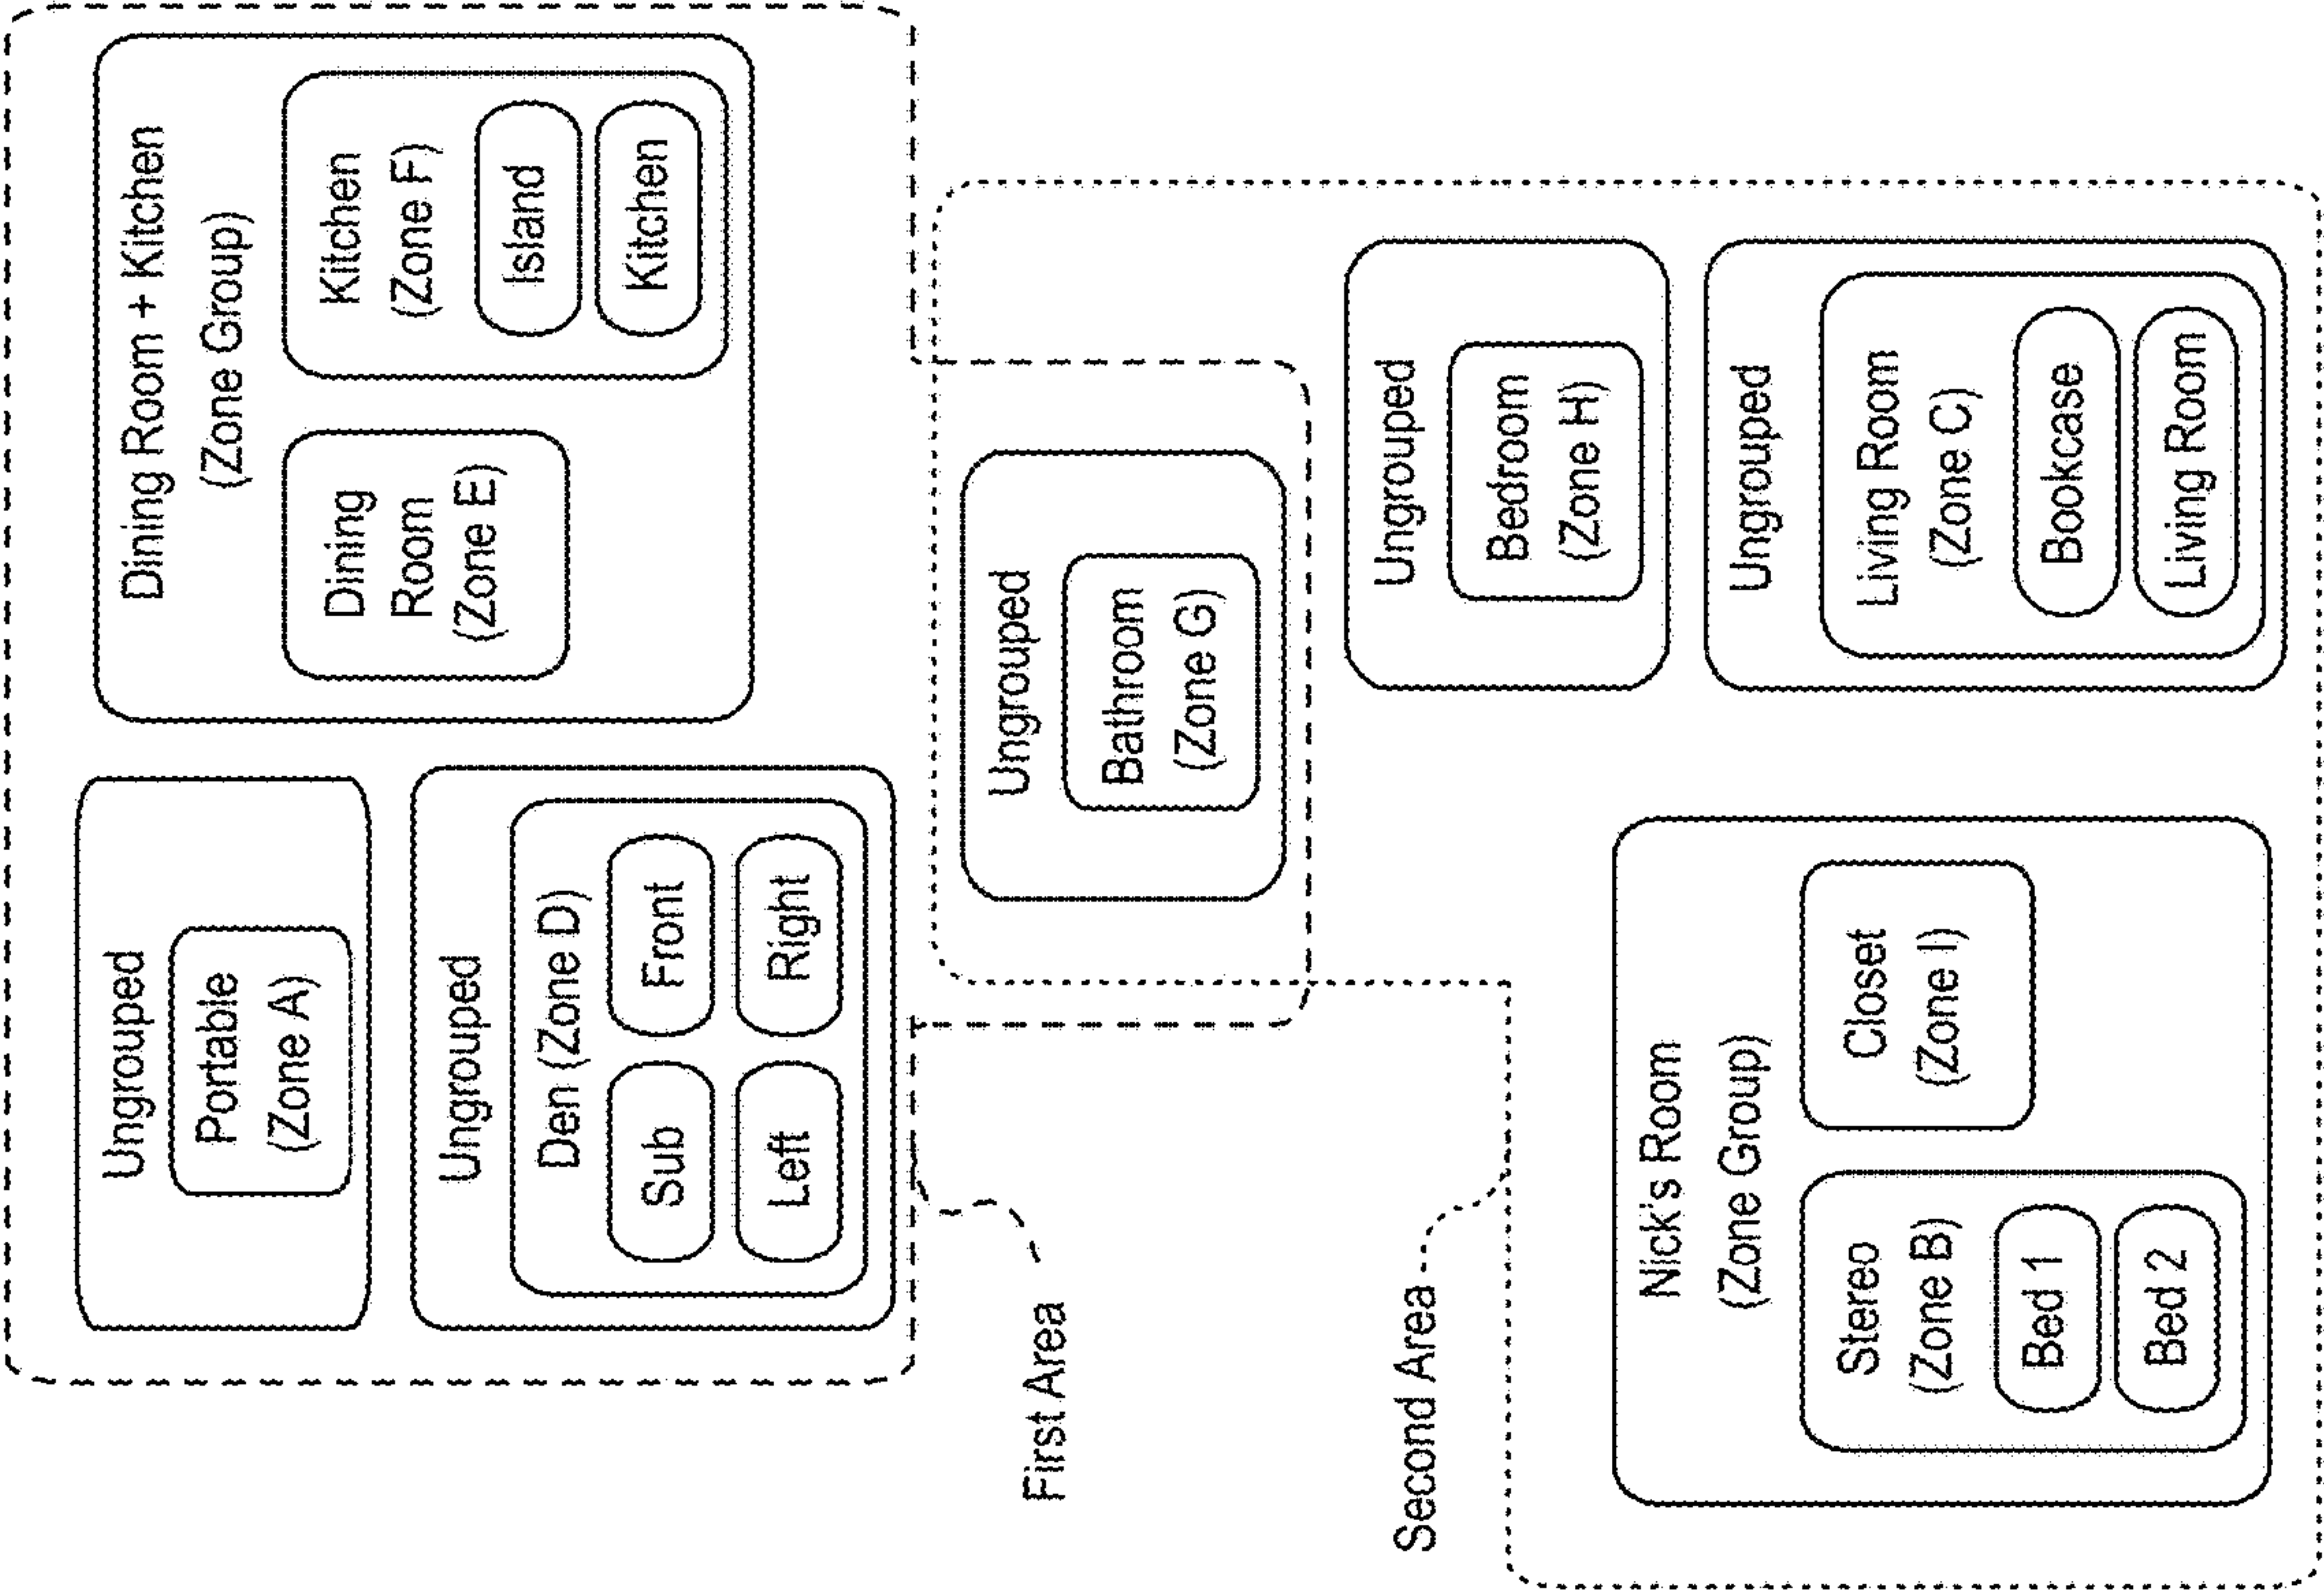 Ungrouped
Portable
(Zone A)
Ungrouped
Den (Zone D)
Sub
Front
Left
Right
Dining Room + Kitchen
(Zone Group)
Dining
Room
(Zone E)
Kitchen
(Zone F)
Island
Kitchen
Ungrouped
Bathroom
(Zone G)
First Area
Second Area
Ungrouped
Bedroom
(Zone H)
Nick's Room
(Zone Group)
Stereo
(Zone B)
Bed 1
Bed 2
Closet
(Zone I)
Ungrouped
Living Room
(Zone C)
Bookcase
Living Room